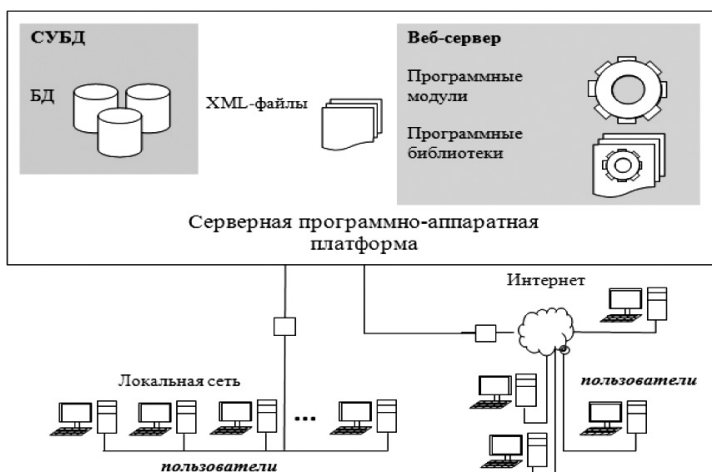 СУБД
БД
XML-файлы
Веб-сервер
Программные
модули
Программные
библиотеки
Серверная программно-аппаратная
платформа
Интернет
Локальная сеть
пользователи
пользователи